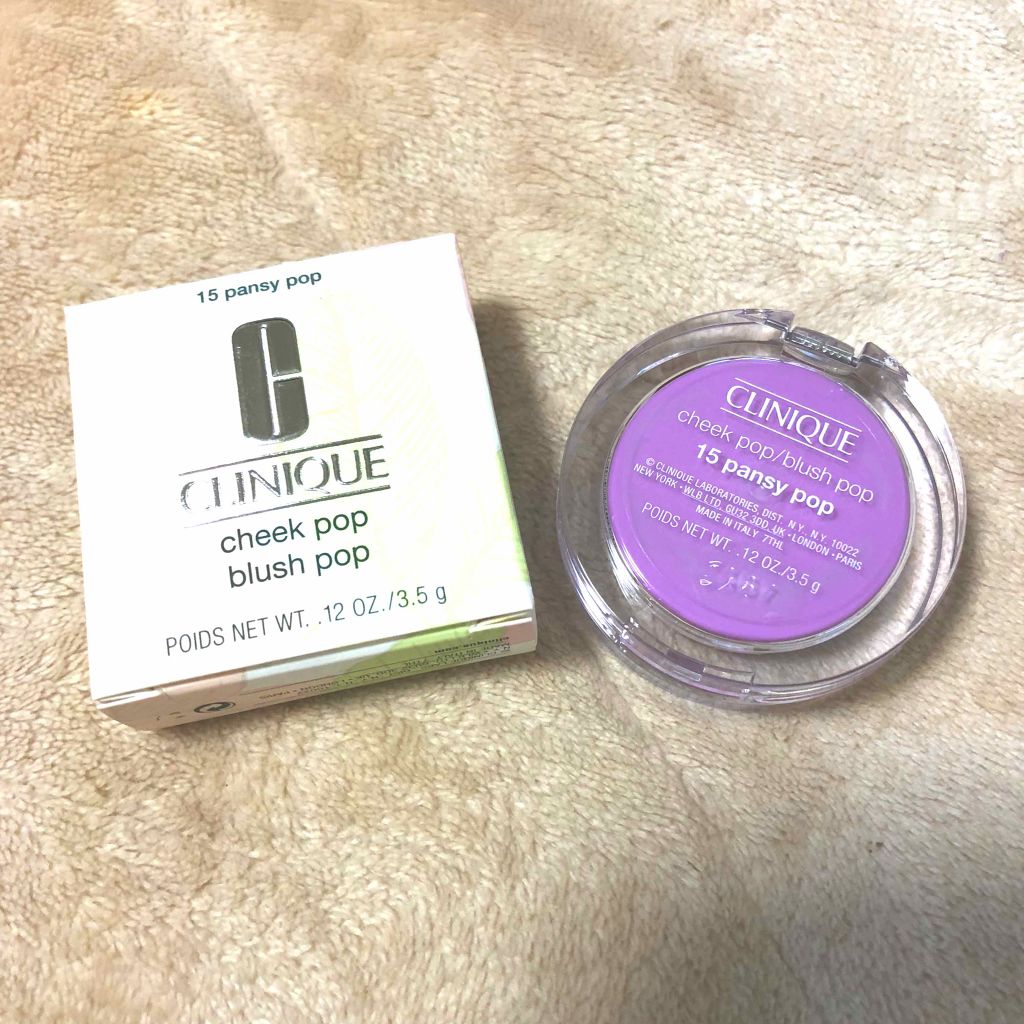 15 pansy pop
CLINIQUE
cheek pop
blush pop
POIDS NET WT. .12 OZ./3.5 g
clinique.com
CLINIQUE
cheek pop/blush pop
15 pansy pop
© CLINIQUE LABORATORIES, DIST. N.Y., N.Y. 10022
NEW YORK • WLB LTD. GU32 3DD. UK • LONDON • PARIS
MADE IN ITALY 7THL
POIDS NET WT. .12 OZ./3.5 g